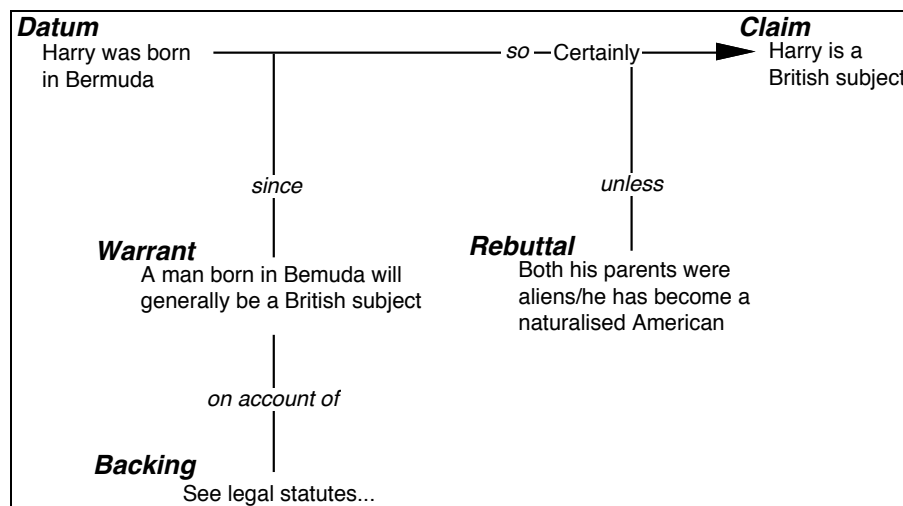 Datum
Harry was born
in Bermuda
so
Certainly
Claim
Harry is a
British subject
since
unless
Warrant
A man born in Bemuda will
generally be a British subject
Rebuttal
Both his parents were
aliens/he has become a
naturalised American
on account of
Backing
See legal statutes...